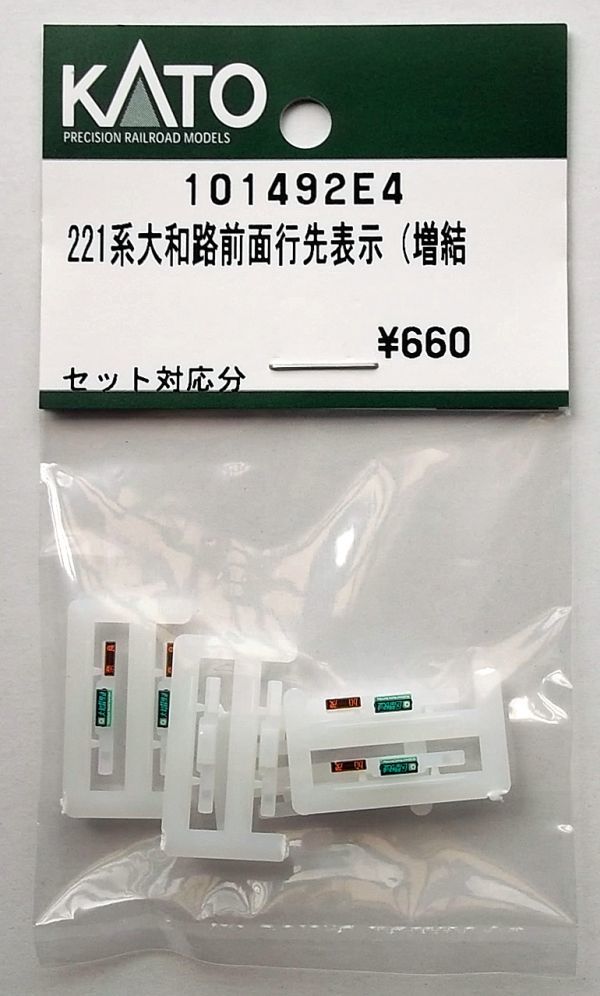 KATO
PRECISION RAILROAD MODELS
101492E4
221系大和路前面行先表示（増結
¥660
セット対応分